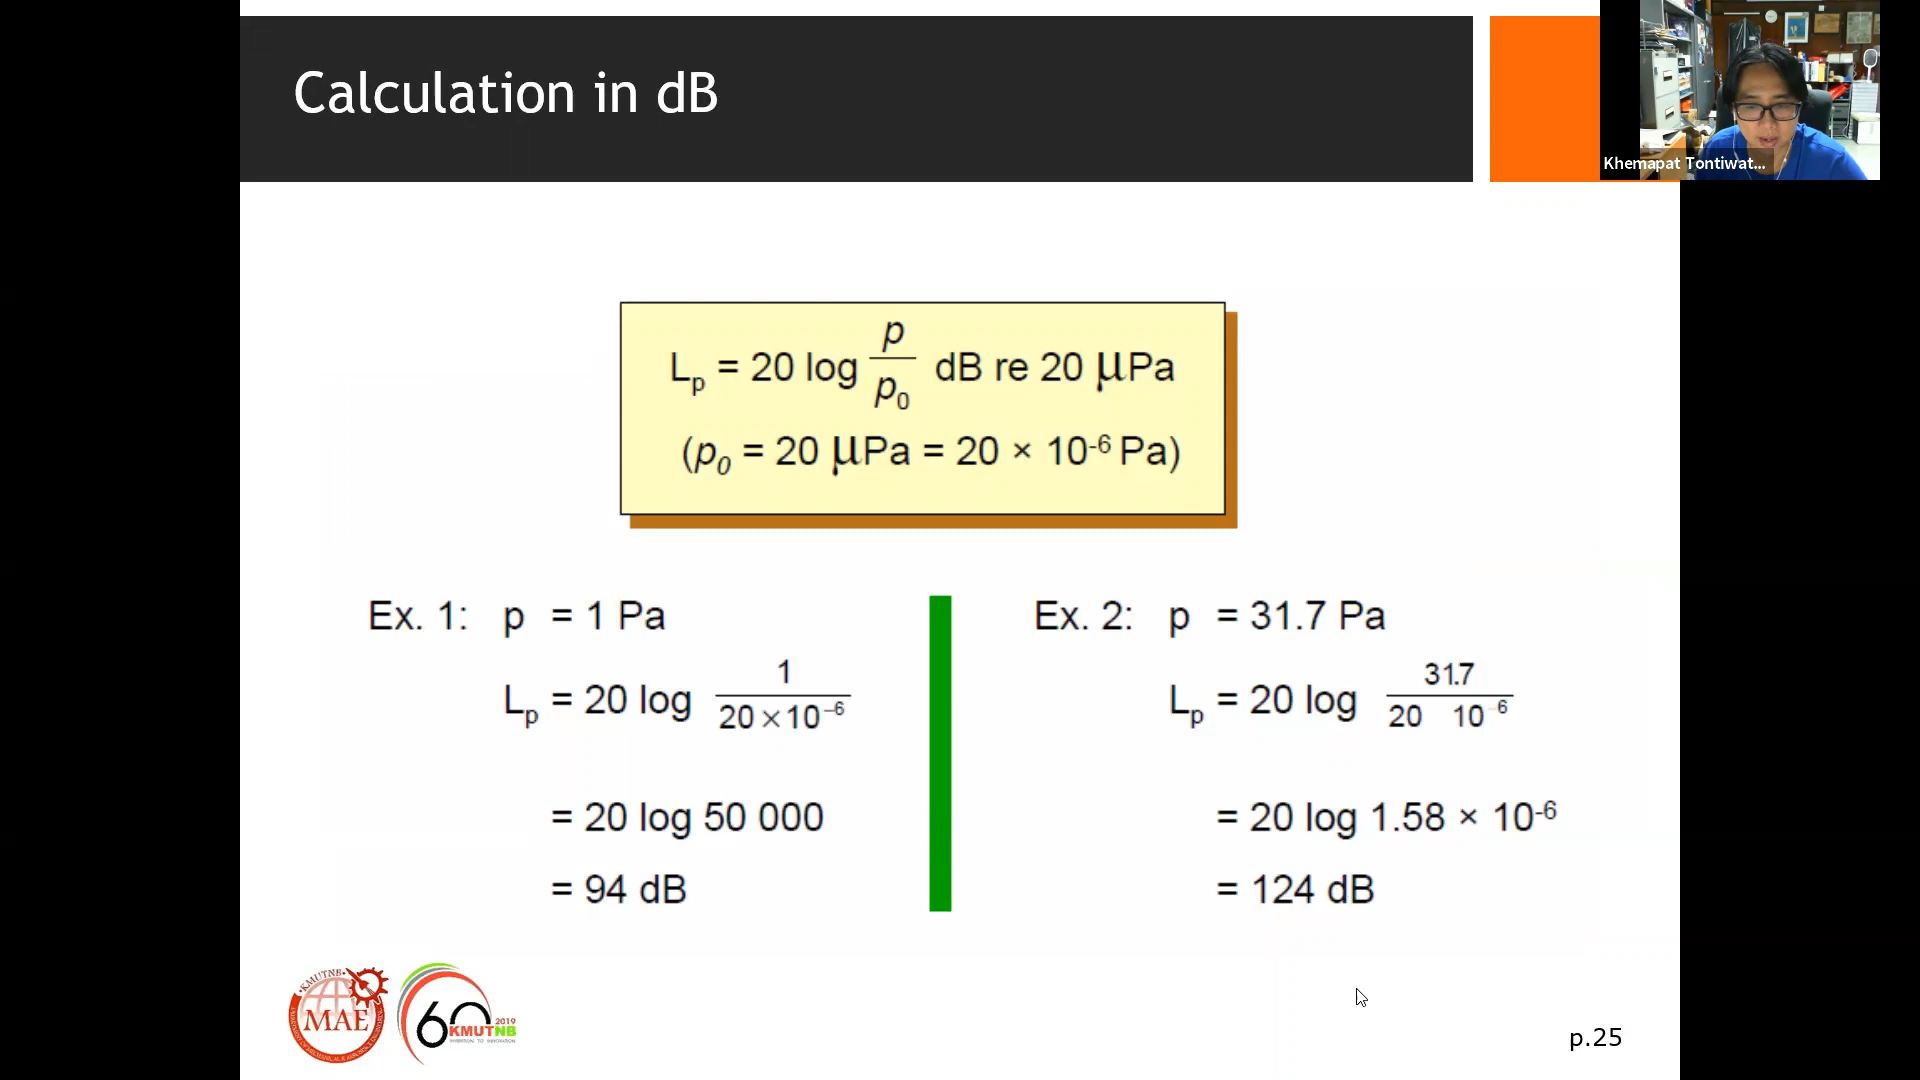 Calculation in dB
Khemapat Tontiwat...
Lp = 20 log p/p0 dB re 20 µPa
(p0 = 20 µPa = 20 × 10-6 Pa)
Ex. 1: p = 1 Pa
Lp = 20 log 1/20×10−6
= 20 log 50 000
= 94 dB
Ex. 2: p = 31.7 Pa
Lp = 20 log 31.7/20 10-6
= 20 log 1.58 × 10-6
= 124 dB
KMUTNB
MAE
60
2019
KMUTNB
p.25